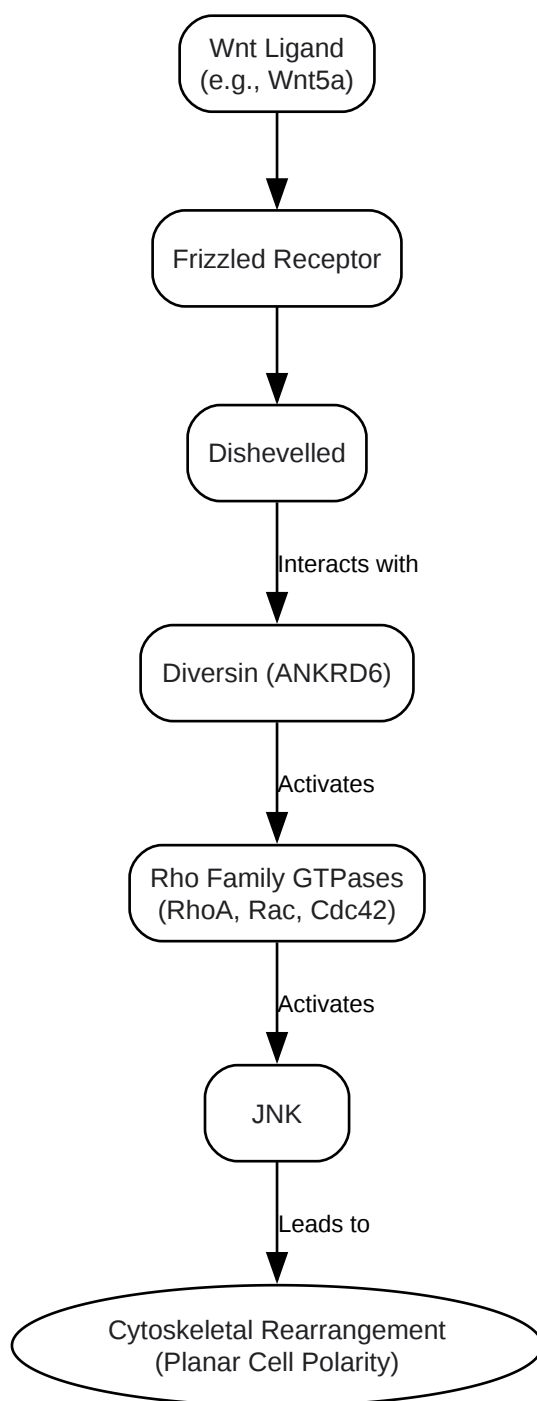 Wnt Ligand
(e.g., Wnt5a)
Frizzled Receptor
Dishevelled
Interacts with
Diversin (ANKRD6)
Activates
Rho Family GTPases
(RhoA, Rac, Cdc42)
Activates
JNK
Leads to
Cytoskeletal Rearrangement
(Planar Cell Polarity)